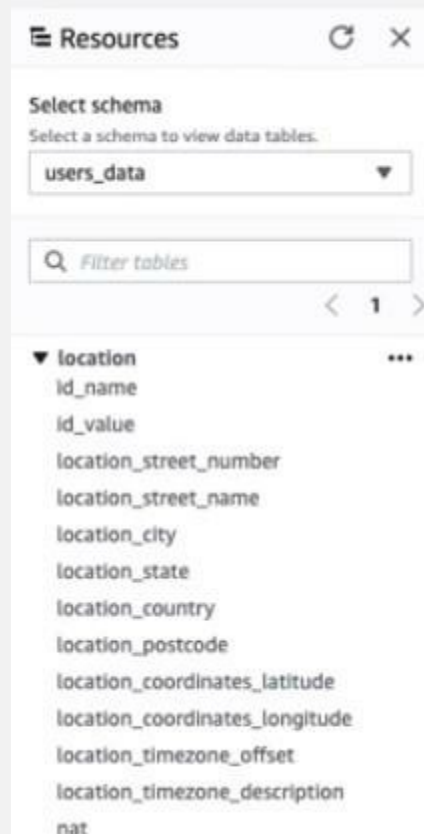 Resources
Select schema
Select a schema to view data tables.
users_data
Filter tables
1
location
id_name
id_value
location_street_number
location_street_name
location_city
location_state
location_country
location_postcode
location_coordinates_latitude
location_coordinates_longitude
location_timezone_offset
location_timezone_description
nat